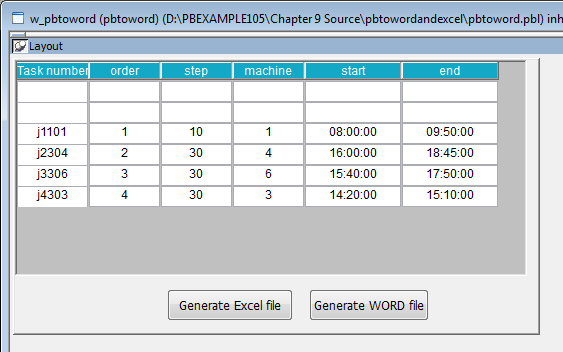 w_pbtoword (pbtoword) (D:\PBEXAMPLE105\Chapter 9 Source\pbtowordandexcel\pbtoword.pbl) inh
Layout
Task number order step machine start end
j1101 1 10 1 08:00:00 09:50:00
j2304 2 30 4 16:00:00 18:45:00
j3306 3 30 6 15:40:00 17:50:00
j4303 4 30 3 14:20:00 15:10:00
Generate Excel file Generate WORD file